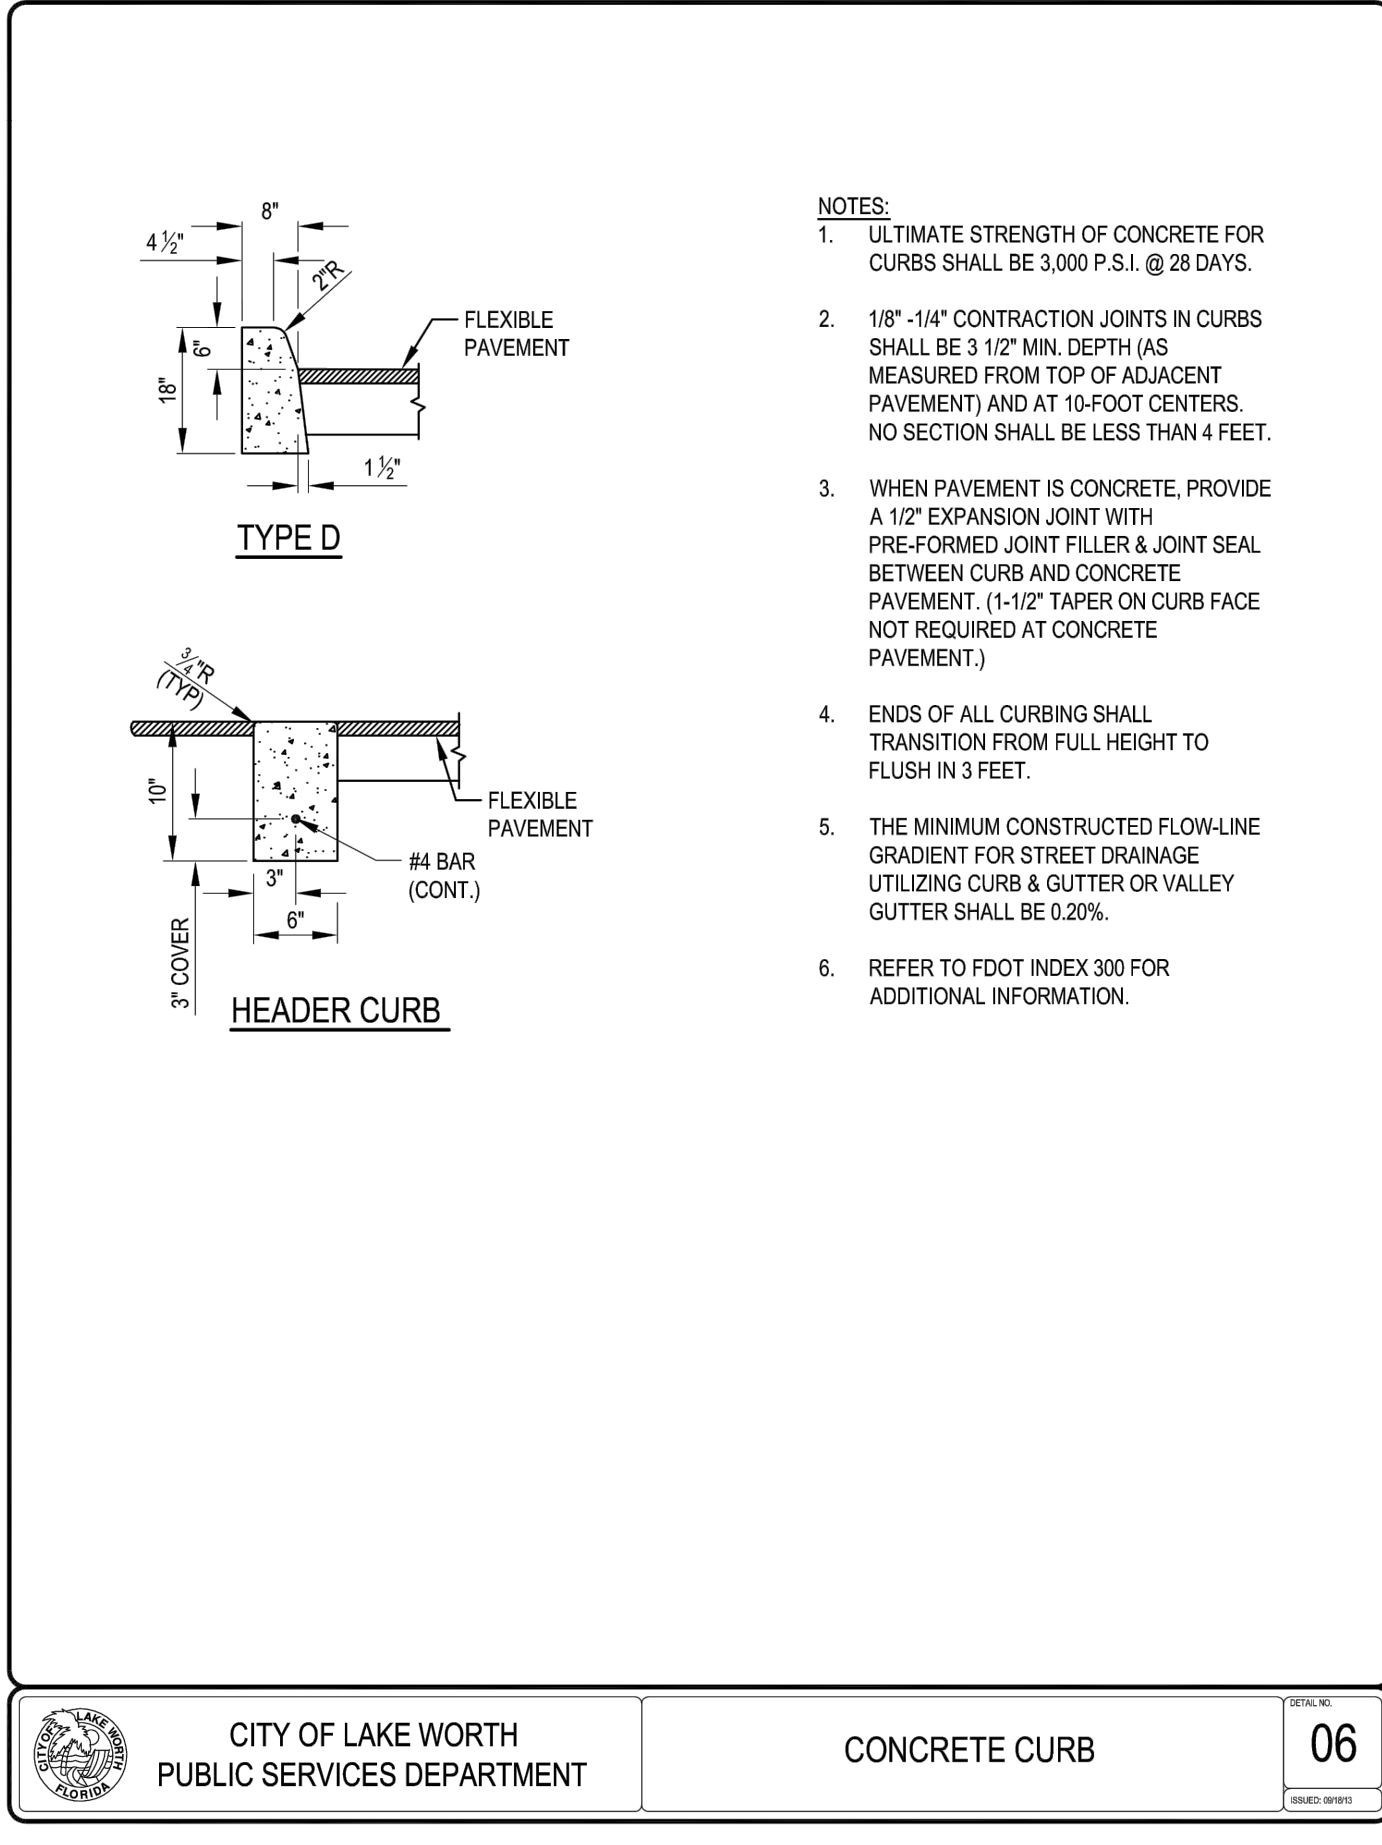 8"
4 ½"
2"R
6"
18"
FLEXIBLE
PAVEMENT
1 ½"
TYPE D
¾"R
(TYP)
10"
FLEXIBLE
PAVEMENT
#4 BAR
(CONT.)
3"
6"
3" COVER
HEADER CURB
NOTES:
1. ULTIMATE STRENGTH OF CONCRETE FOR
CURBS SHALL BE 3,000 P.S.I. @ 28 DAYS.
2. 1/8" -1/4" CONTRACTION JOINTS IN CURBS
SHALL BE 3 1/2" MIN. DEPTH (AS
MEASURED FROM TOP OF ADJACENT
PAVEMENT) AND AT 10-FOOT CENTERS.
NO SECTION SHALL BE LESS THAN 4 FEET.
3. WHEN PAVEMENT IS CONCRETE, PROVIDE
A 1/2" EXPANSION JOINT WITH
PRE-FORMED JOINT FILLER & JOINT SEAL
BETWEEN CURB AND CONCRETE
PAVEMENT. (1-1/2" TAPER ON CURB FACE
NOT REQUIRED AT CONCRETE
PAVEMENT.)
4. ENDS OF ALL CURBING SHALL
TRANSITION FROM FULL HEIGHT TO
FLUSH IN 3 FEET.
5. THE MINIMUM CONSTRUCTED FLOW-LINE
GRADIENT FOR STREET DRAINAGE
UTILIZING CURB & GUTTER OR VALLEY
GUTTER SHALL BE 0.20%.
6. REFER TO FDOT INDEX 300 FOR
ADDITIONAL INFORMATION.
CITY OF LAKE WORTH
FLORIDA
CITY OF LAKE WORTH
PUBLIC SERVICES DEPARTMENT
CONCRETE CURB
DETAIL NO.
06
ISSUED: 09/18/13